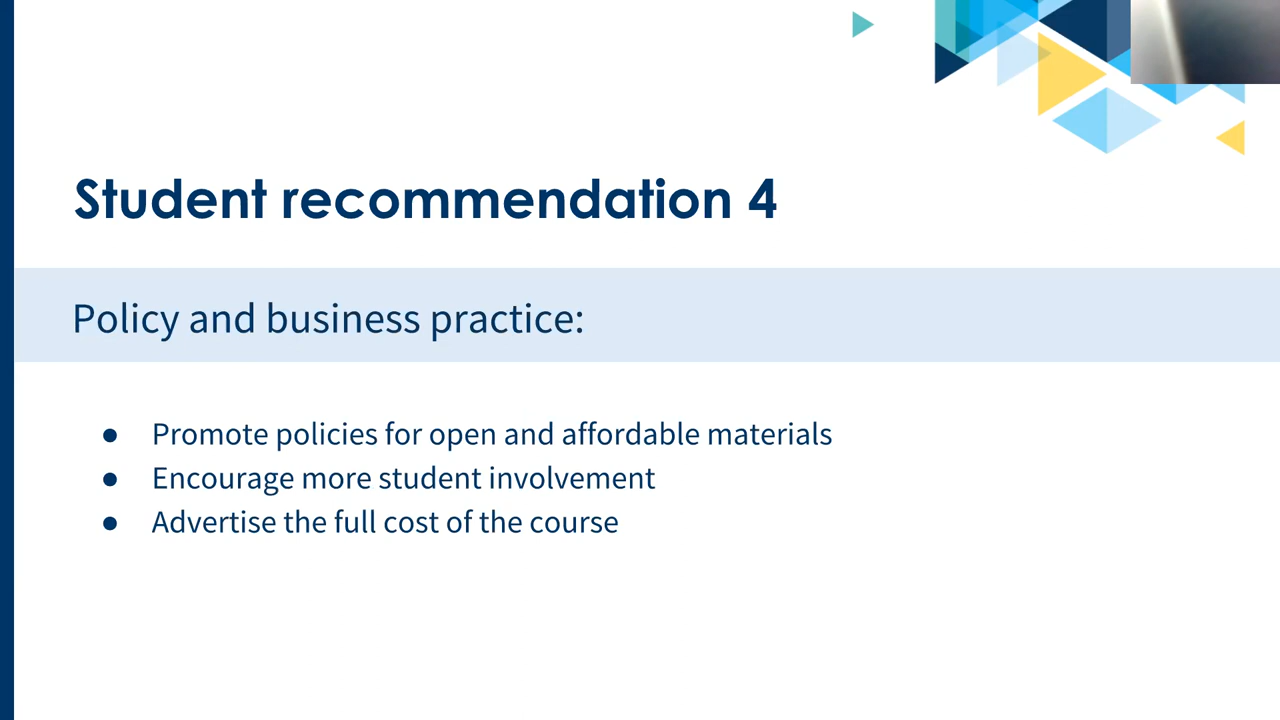 Student recommendation 4
Policy and business practice:
● Promote policies for open and affordable materials
● Encourage more student involvement
● Advertise the full cost of the course